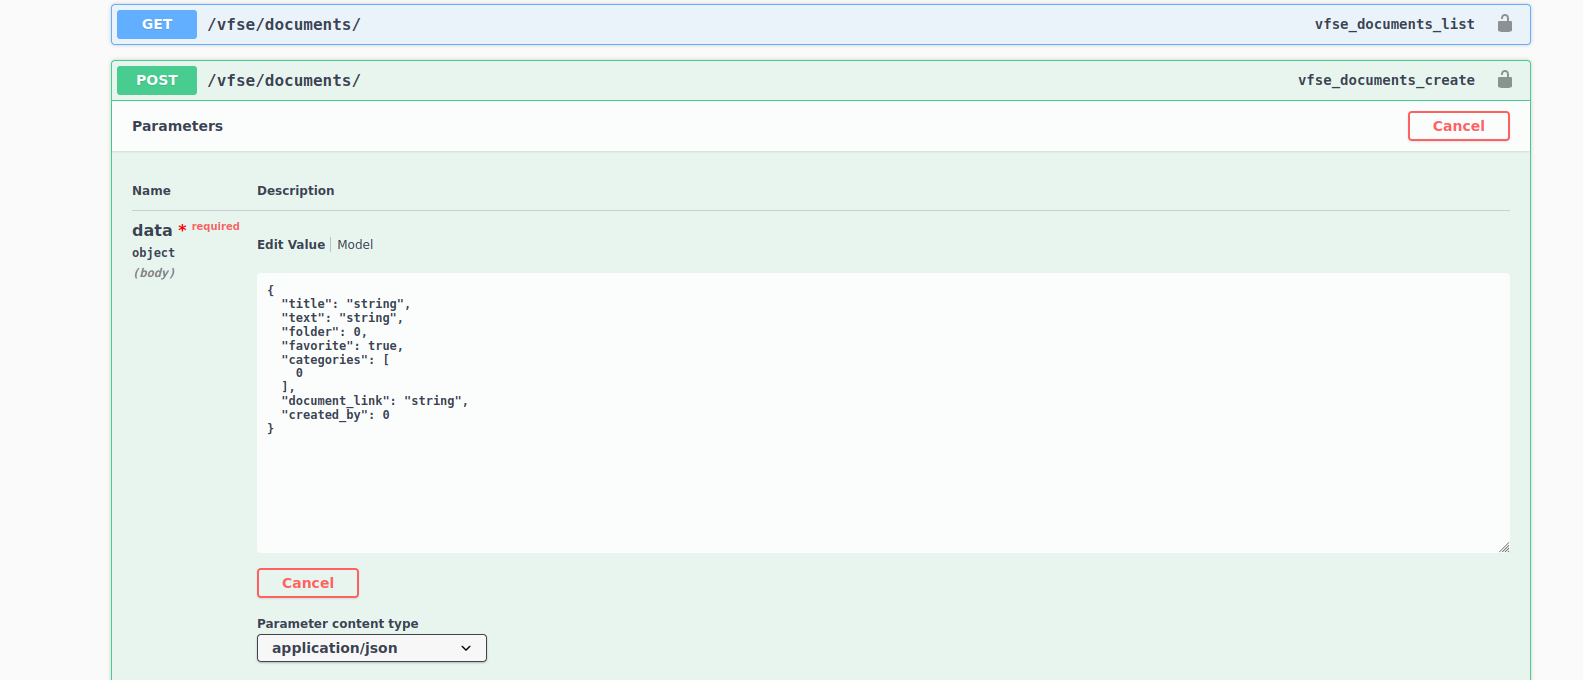 GET /vfse/documents/ vfse_documents_list
POST /vfse/documents/ vfse_documents_create
Parameters Cancel
Name Description
data * required
object
(body)
Edit Value Model
{
  "title": "string",
  "text": "string",
  "folder": 0,
  "favorite": true,
  "categories": [
    0
  ],
  "document_link": "string",
  "created_by": 0
}
Cancel
Parameter content type
application/json